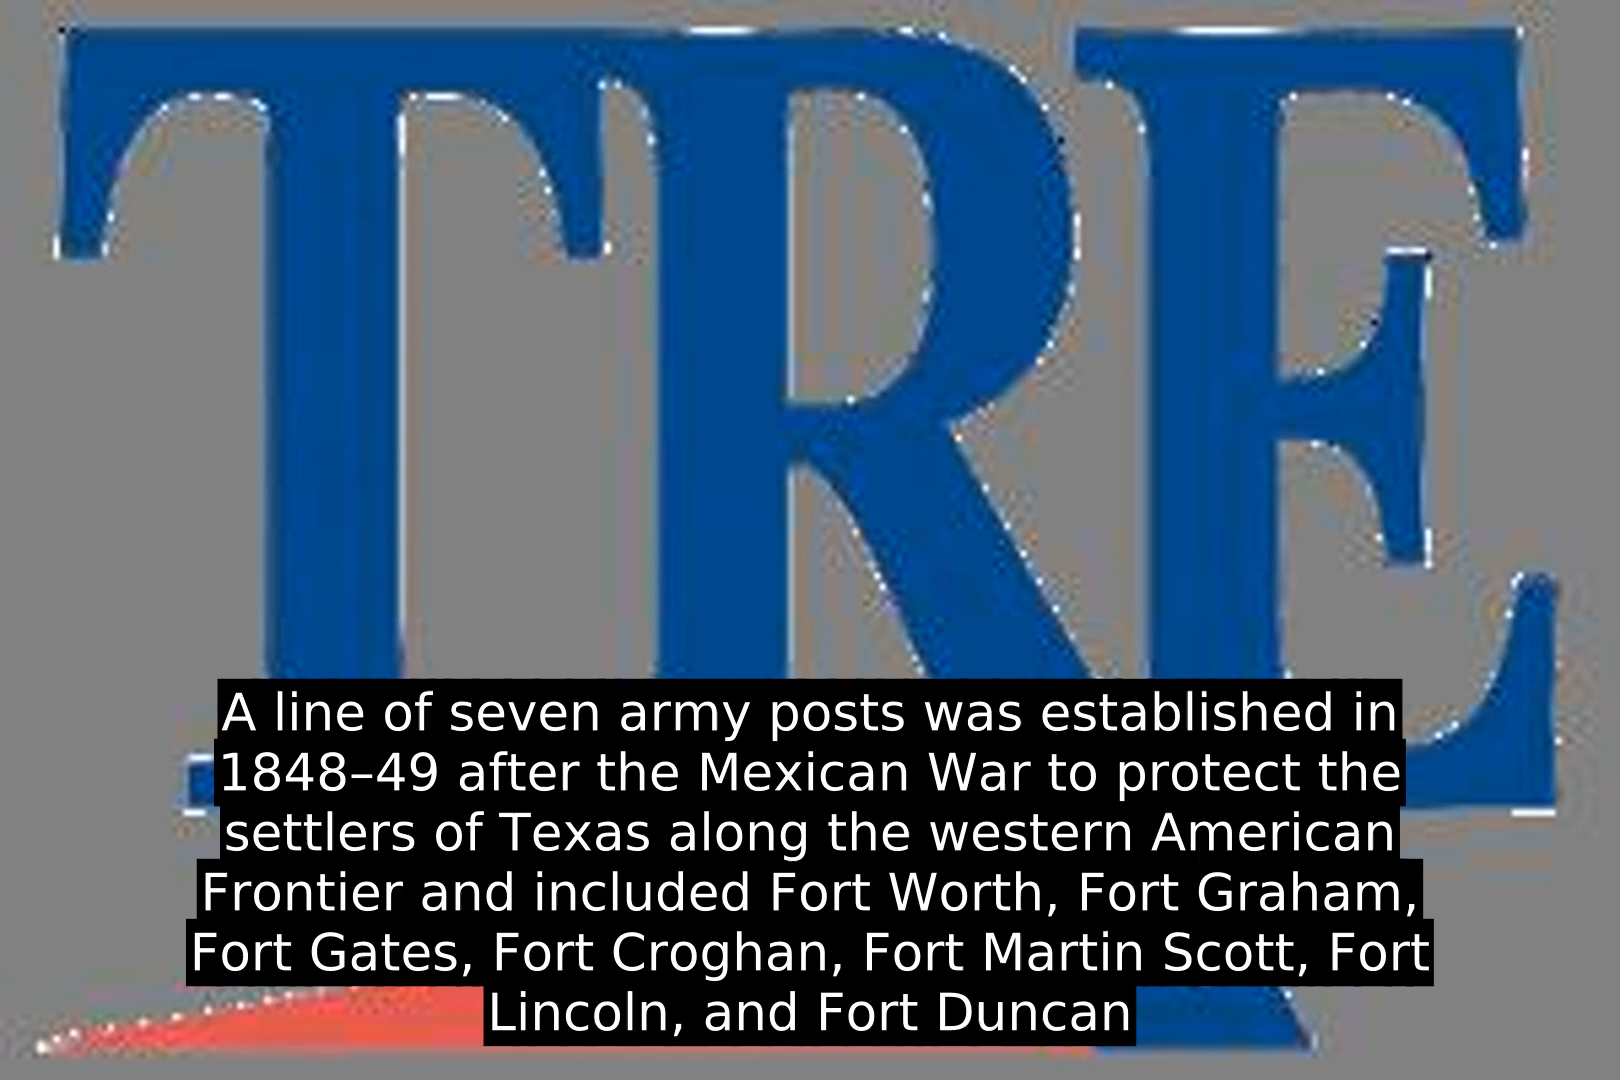 TRE
A line of seven army posts was established in
1848–49 after the Mexican War to protect the
settlers of Texas along the western American
Frontier and included Fort Worth, Fort Graham,
Fort Gates, Fort Croghan, Fort Martin Scott, Fort
Lincoln, and Fort Duncan